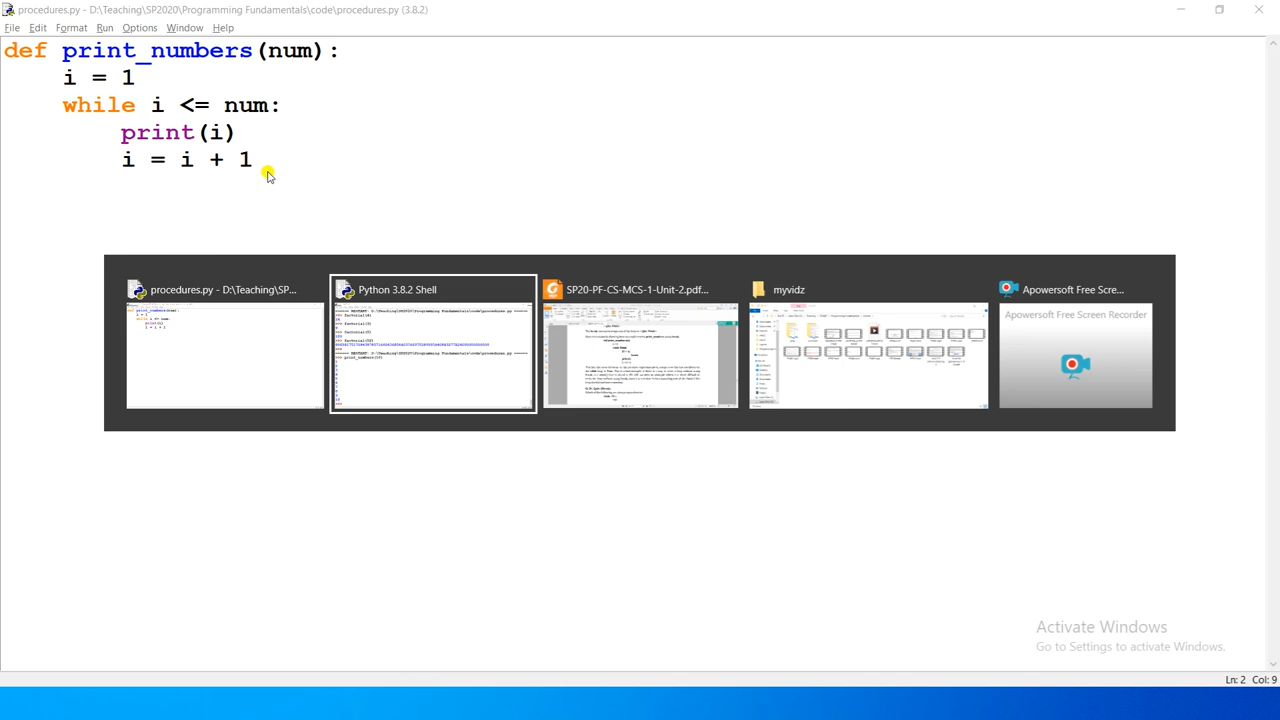 procedures.py - D:\Teaching\SP2020\Programming Fundamentals\code\procedures.py (3.8.2)
File Edit Format Run Options Window Help
def print_numbers(num):
i = 1
while i <= num:
print(i)
i = i + 1
procedures.py - D:\Teaching\SP...
Python 3.8.2 Shell
SP20-PF-CS-MCS-1-Unit-2.pdf...
myvidz
Apowersoft Free Scre...
Apowersoft Free Screen Recorder
Activate Windows
Go to Settings to activate Windows.
Ln: 2 Col: 9